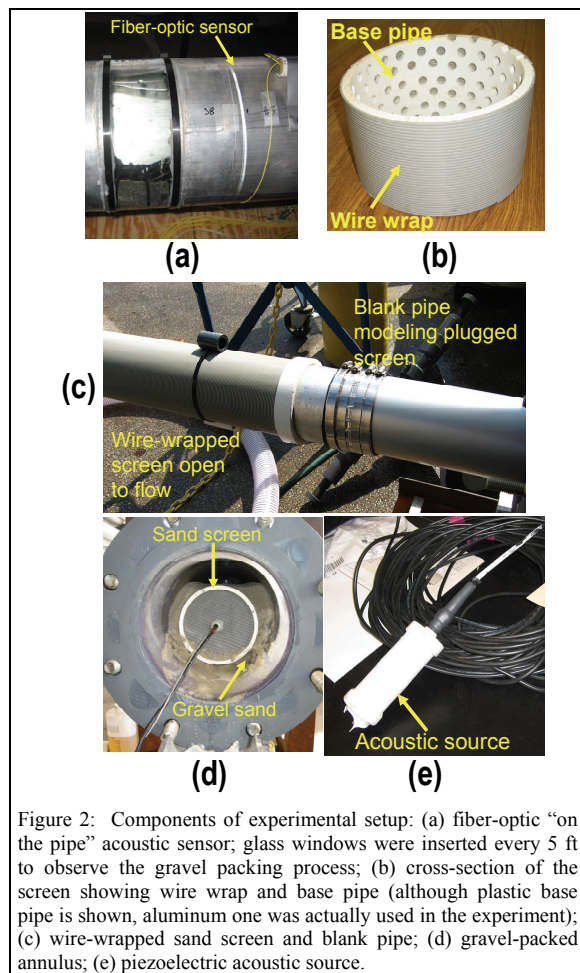 Fiber-optic sensor
Base pipe
Wire wrap
(a)
(b)
Blank pipe
modeling plugged
screen
(c)
Wire-wrapped
screen open
to flow
Sand screen
Gravel sand
Acoustic source
(d)
(e)
Figure 2: Components of experimental setup: (a) fiber-optic “on
the pipe” acoustic sensor; glass windows were inserted every 5 ft
to observe the gravel packing process; (b) cross-section of the
screen showing wire wrap and base pipe (although plastic base
pipe is shown, aluminum one was actually used in the experiment);
(c) wire-wrapped sand screen and blank pipe; (d) gravel-packed
annulus; (e) piezoelectric acoustic source.